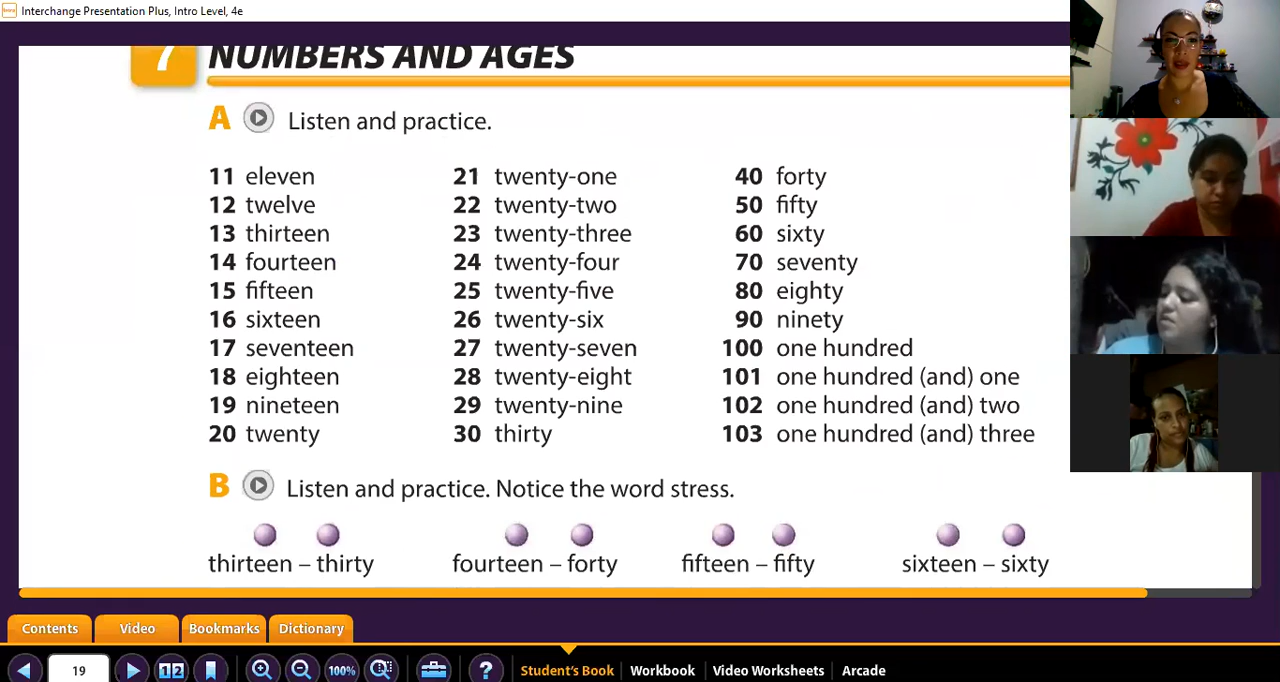 Interchange Presentation Plus, Intro Level, 4e
7 NUMBERS AND AGES
A Listen and practice.
11 eleven 21 twenty-one 40 forty
12 twelve 22 twenty-two 50 fifty
13 thirteen 23 twenty-three 60 sixty
14 fourteen 24 twenty-four 70 seventy
15 fifteen 25 twenty-five 80 eighty
16 sixteen 26 twenty-six 90 ninety
17 seventeen 27 twenty-seven 100 one hundred
18 eighteen 28 twenty-eight 101 one hundred (and) one
19 nineteen 29 twenty-nine 102 one hundred (and) two
20 twenty 30 thirty 103 one hundred (and) three
B Listen and practice. Notice the word stress.
thirteen – thirty fourteen – forty fifteen – fifty sixteen – sixty
Contents Video Bookmarks Dictionary
19 1 2 100% ? Student's Book Workbook Video Worksheets Arcade